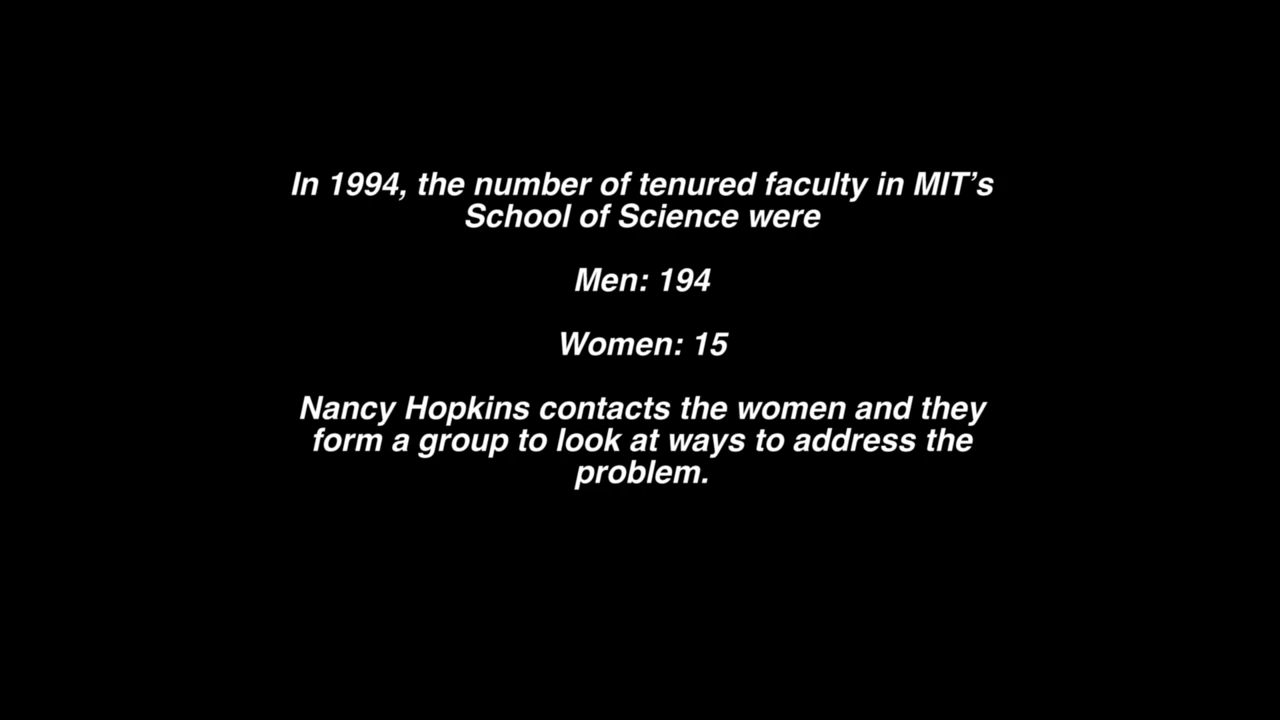 In 1994, the number of tenured faculty in MIT’s
School of Science were
Men: 194
Women: 15
Nancy Hopkins contacts the women and they
form a group to look at ways to address the
problem.